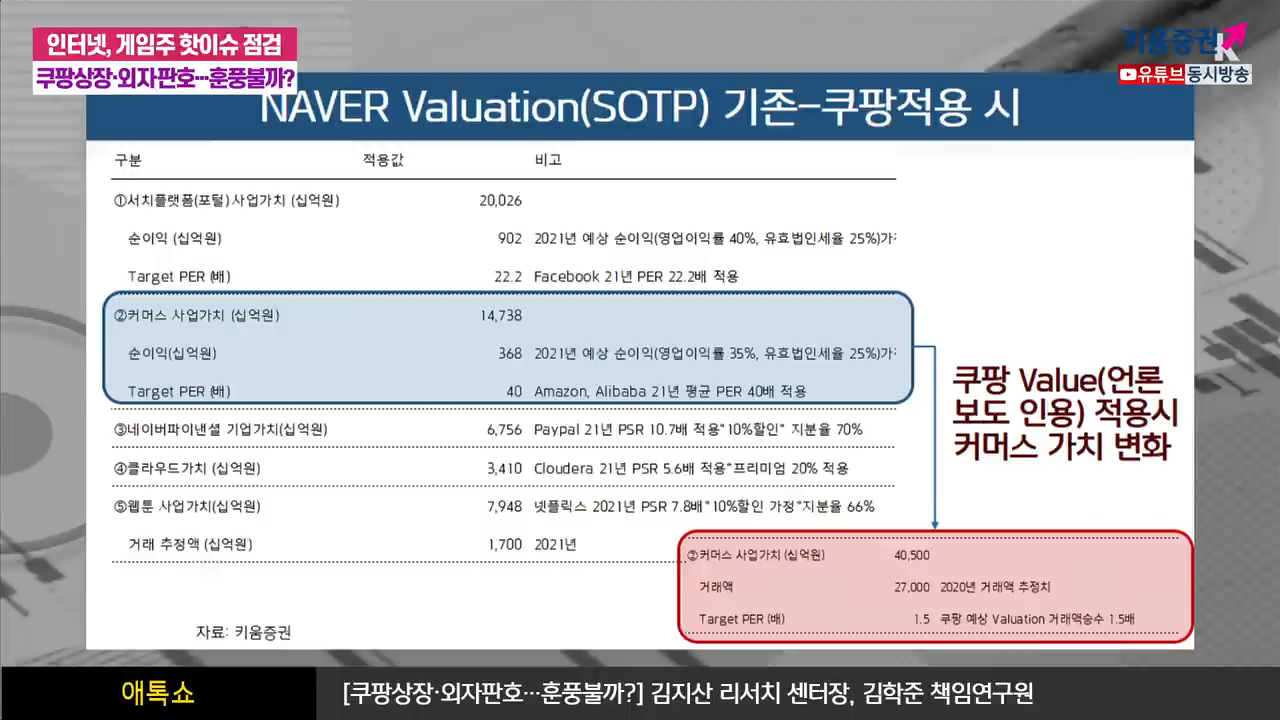 인터넷, 게임주 핫이슈 점검
쿠팡상장·외자판호…훈풍불까?
키움증권
유튜브 동시방송
NAVER Valuation(SOTP) 기존-쿠팡적용 시
구분 적용값 비고
①서치플랫폼(포털)사업가치 (십억원) 20,026
순이익 (십억원) 902 2021년 예상 순이익(영업이익률 40%, 유효법인세율 25%)
Target PER (배) 22.2 Facebook 21년 PER 22.2배 적용
②커머스 사업가치 (십억원) 14,738
순이익(십억원) 368 2021년 예상 순이익(영업이익률 35%, 유효법인세율 25%)
Target PER (배) 40 Amazon, Alibaba 21년 평균 PER 40배 적용
③네이버파이낸셜 기업가치(십억원) 6,756 Paypal 21년 PSR 10.7배 적용*10%할인* 지분율 70%
④클라우드가치 (십억원) 3,410 Cloudera 21년 PSR 5.6배 적용*프리미엄 20% 적용
⑤웹툰 사업가치(십억원) 7,948 넷플릭스 2021년 PSR 7.8배*10%할인 가정*지분율 66%
거래 추정액 (십억원) 1,700 2021년
쿠팡 Value(언론
보도 인용) 적용시
커머스 가치 변화
②커머스 사업가치 (십억원) 40,500
거래액 27,000 2020년 거래액 추정치
Target PER (배) 1.5 쿠팡 예상 Valuation 거래액승수 1.5배
자료: 키움증권
애톡쇼
[쿠팡상장·외자판호…훈풍불까?] 김지산 리서치 센터장, 김학준 책임연구원